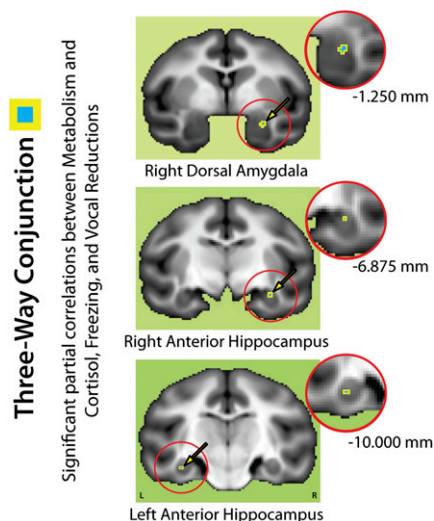 Three-Way Conjunction
Significant partial correlations between Metabolism and
Cortisol, Freezing, and Vocal Reductions
-1.250 mm
Right Dorsal Amygdala
-6.875 mm
Right Anterior Hippocampus
-10.000 mm
L R
Left Anterior Hippocampus